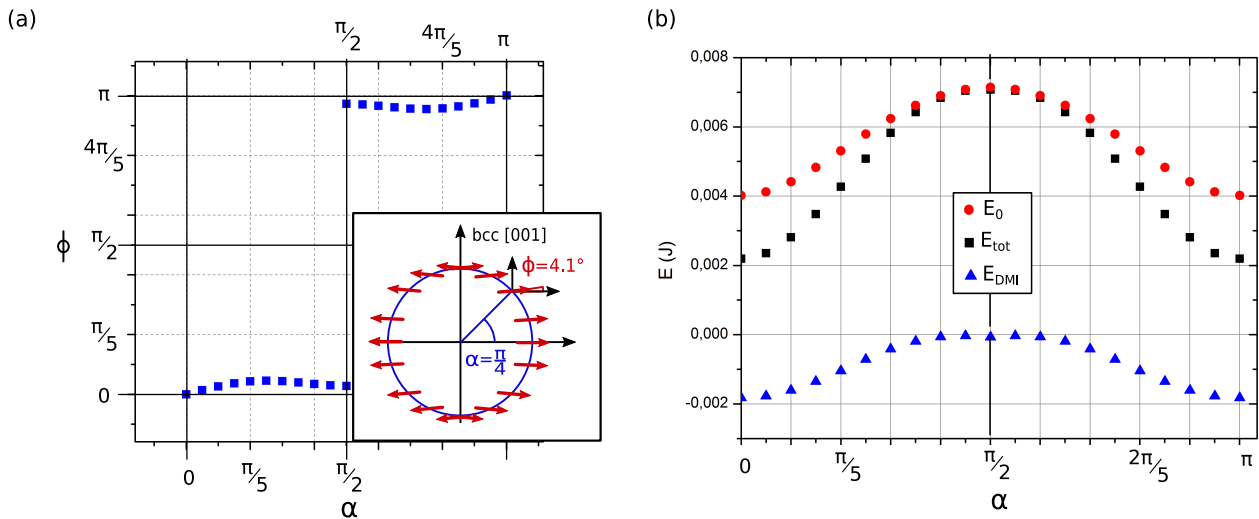 (a)
π/2
4π/5
π
π
4π/5
ϕ
π/2
π/5
0
0
π/5
π/2
α
bcc [001]
ϕ=4.1°
α=π/4
(b)
0,008
0,006
0,004
0,002
0,000
-0,002
E (J)
E0
Etot
EDMI
0
π/5
π/2
2π/5
π
α